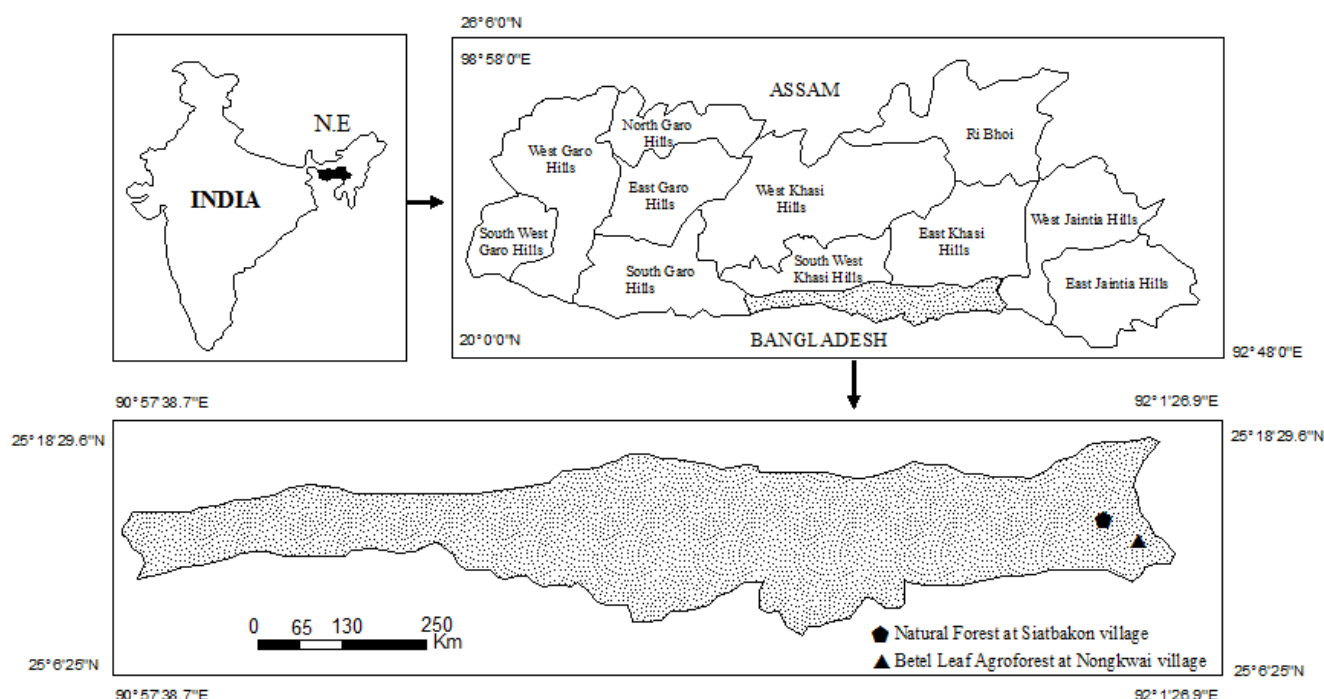 26°6'0"N
98°58'0"E
N.E
INDIA
ASSAM
North Garo
Hills
Ri Bhoi
West Garo
Hills
East Garo
Hills
West Khasi
Hills
West Jaintia Hills
South West
Garo Hills
East Khasi
Hills
South Garo
Hills
South West
Khasi Hills
East Jaintia Hills
20°0'0"N
BANGLADESH
92°48'0"E
90°57'38.7"E
92°1'26.9"E
25°18'29.6"N
25°18'29.6"N
0 65 130 250
Km
Natural Forest at Siatbakon village
Betel Leaf Agroforest at Nongkwai village
25°6'25"N
25°6'25"N
90°57'38.7"E
92°1'26.9"E